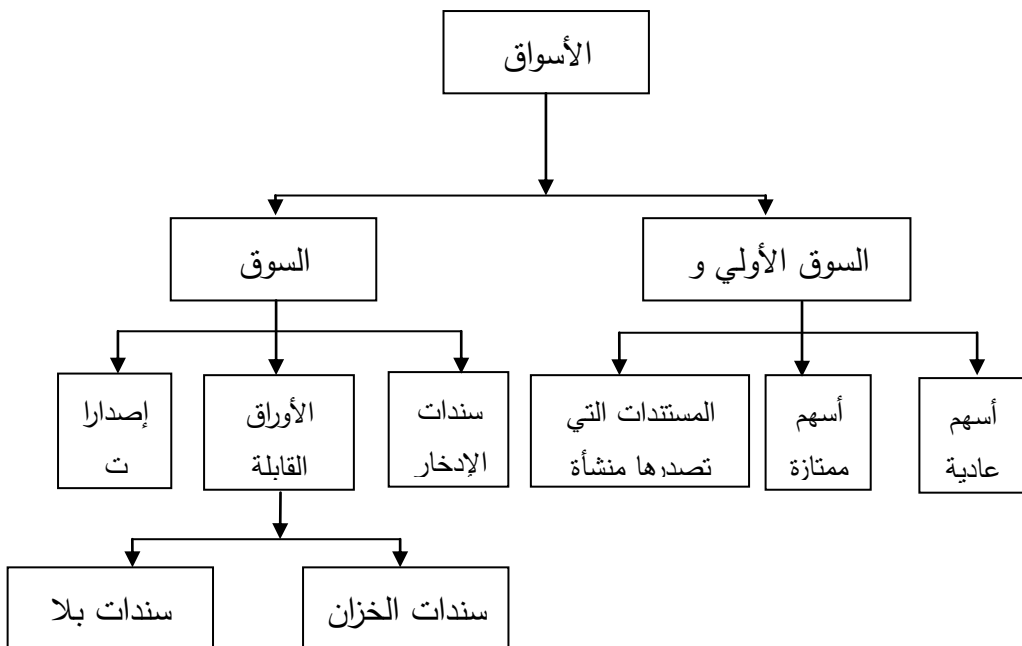 الأسواق
السوق الأولي و
السوق
أسهم
عادية
أسهم
ممتازة
المستندات التي
تصدرها منشأة
سندات
الإدخار
الأوراق
القابلة
إصدارا
ت
سندات الخزان
سندات بلا